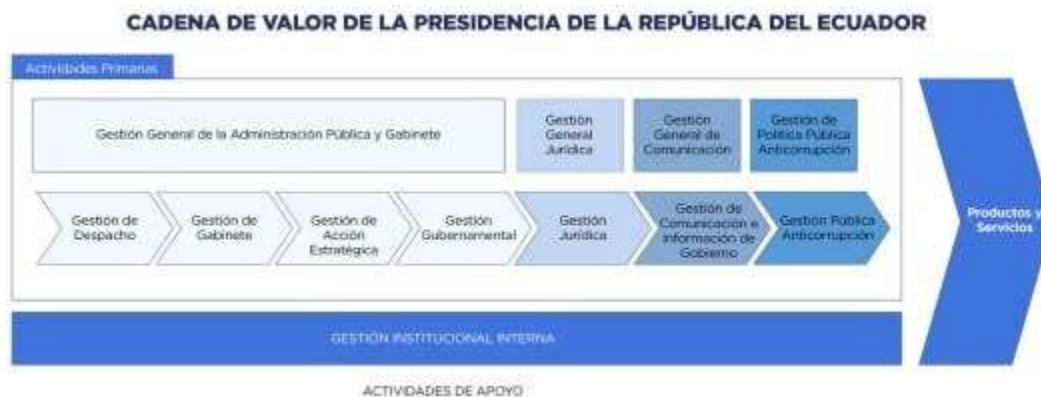 CADENA DE VALOR DE LA PRESIDENCIA DE LA REPÚBLICA DEL ECUADOR
Actividades Primarias
Gestión General de la Administración Pública y Gabinete
Gestión
General
Jurídica
Gestión
General de
Comunicación
Gestión de
Política Pública
Anticorrupción
Gestión de
Despacho
Gestión de
Gabinete
Gestión de
Acción
Estratégica
Gestión
Gubernamental
Gestión
Jurídica
Gestión de
Comunicación e
Información de
Gobierno
Gestión Pública
Anticorrupción
Productos y
Servicios
GESTIÓN INSTITUCIONAL INTERNA
ACTIVIDADES DE APOYO